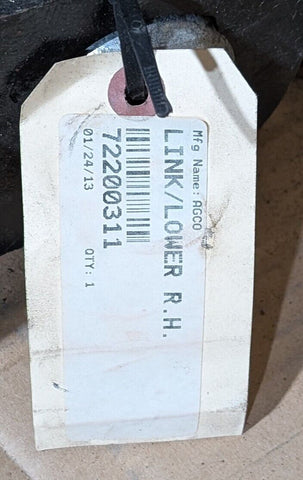 Mfg Name: AGCO
LINK/LOWER R.H.
72200311
01/24/13 QTY: 1